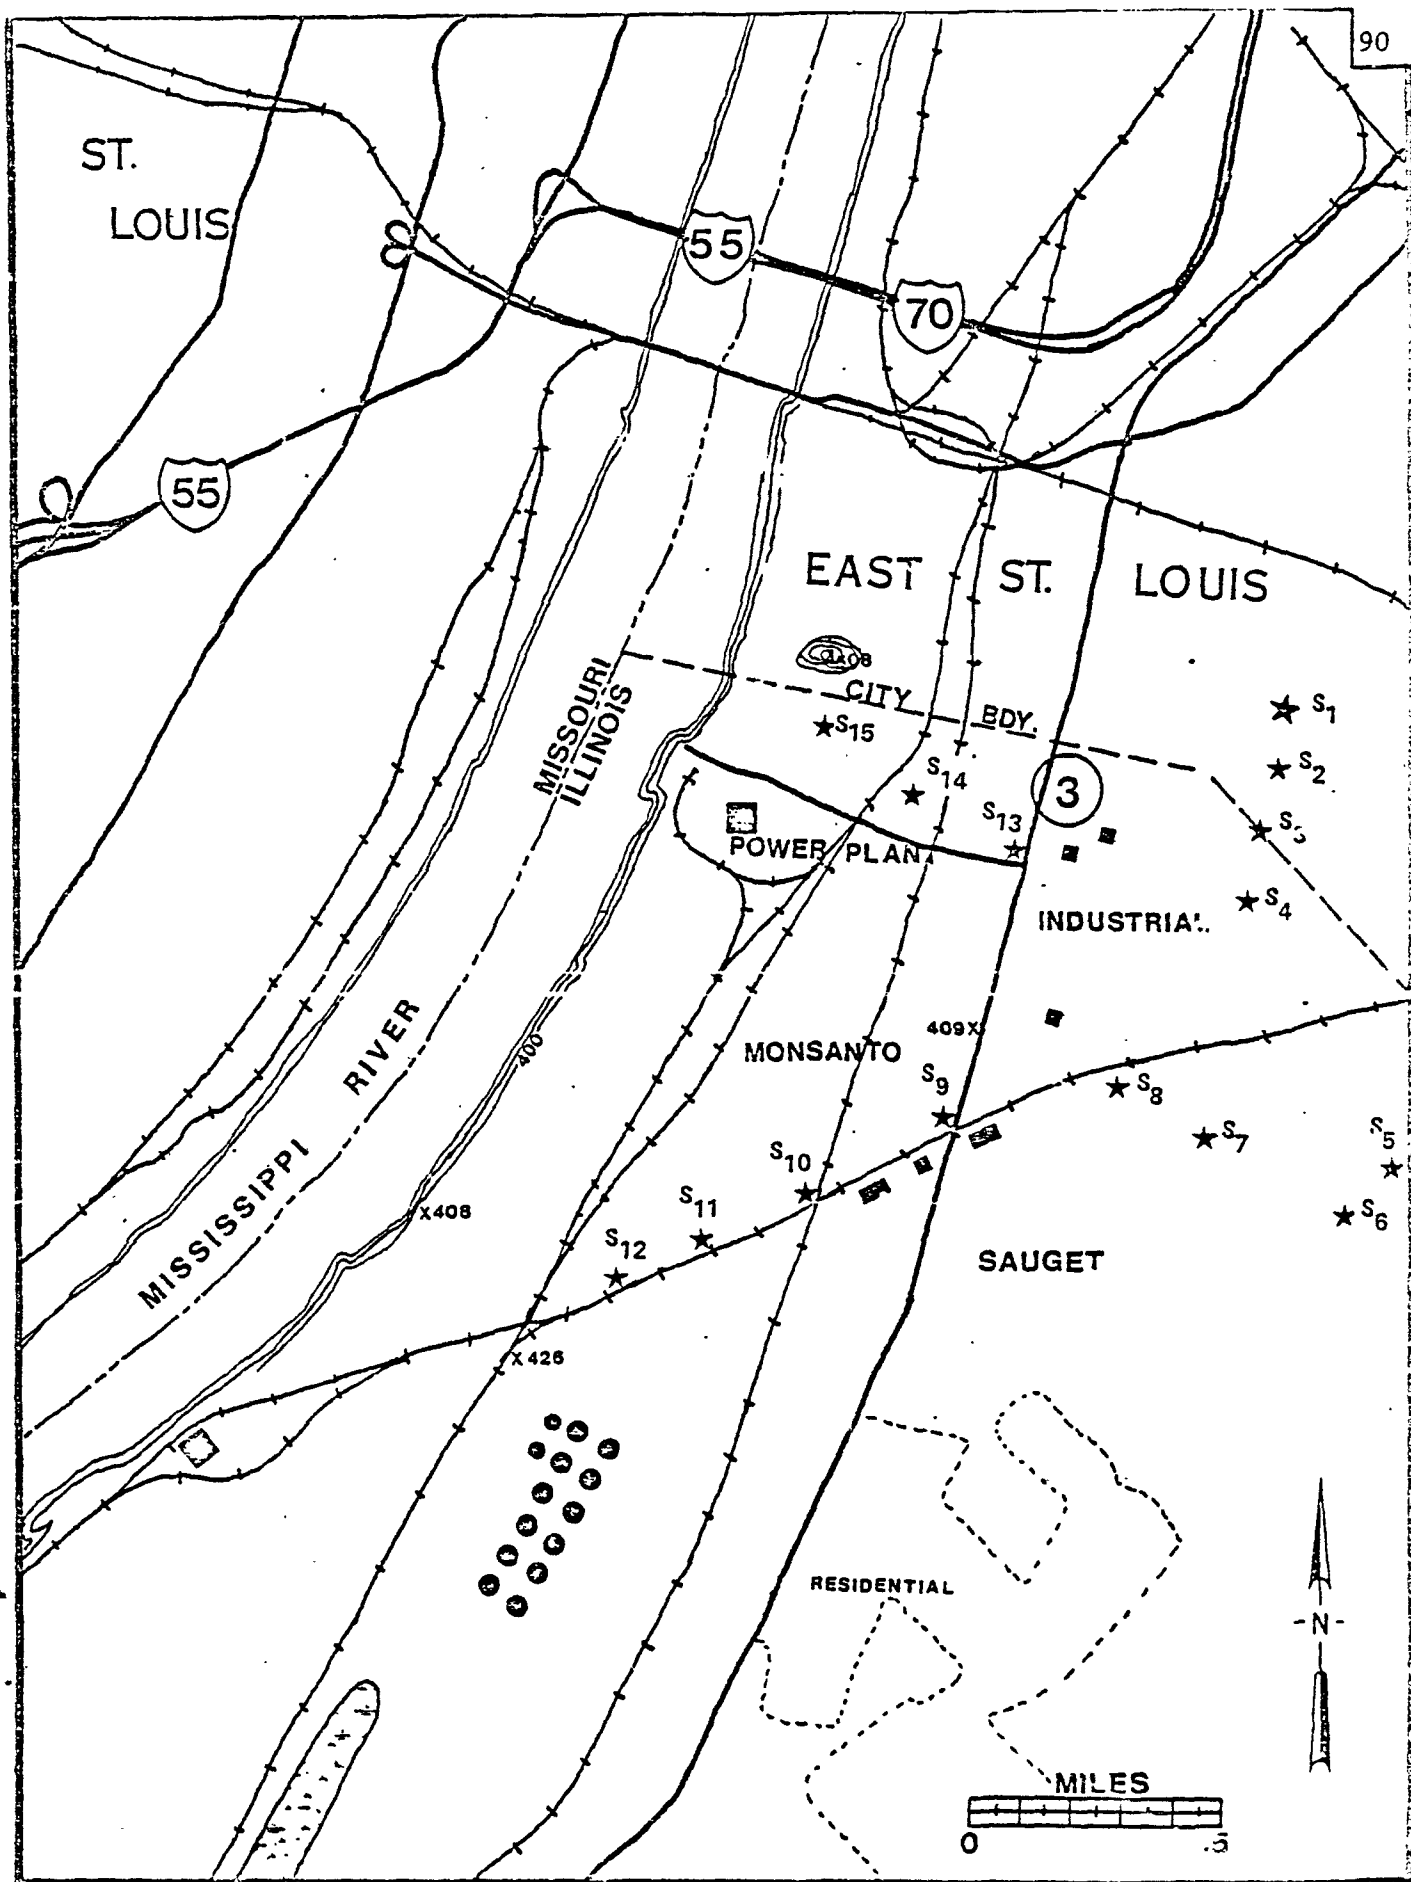 90
ST.
LOUIS
55
70
55
EAST ST. LOUIS
CITY BDY.
MISSOURI
ILLINOIS
S1
S15
S2
S14
3
S13
POWER PLAN
S4
INDUSTRIAL
409X
MONSANTO
400
RIVER
S9
S8
S7
S5
S10
S11
S6
X408
S12
MISSISSIPPI
SAUGET
X426
RESIDENTIAL
N
MILES
0 .5